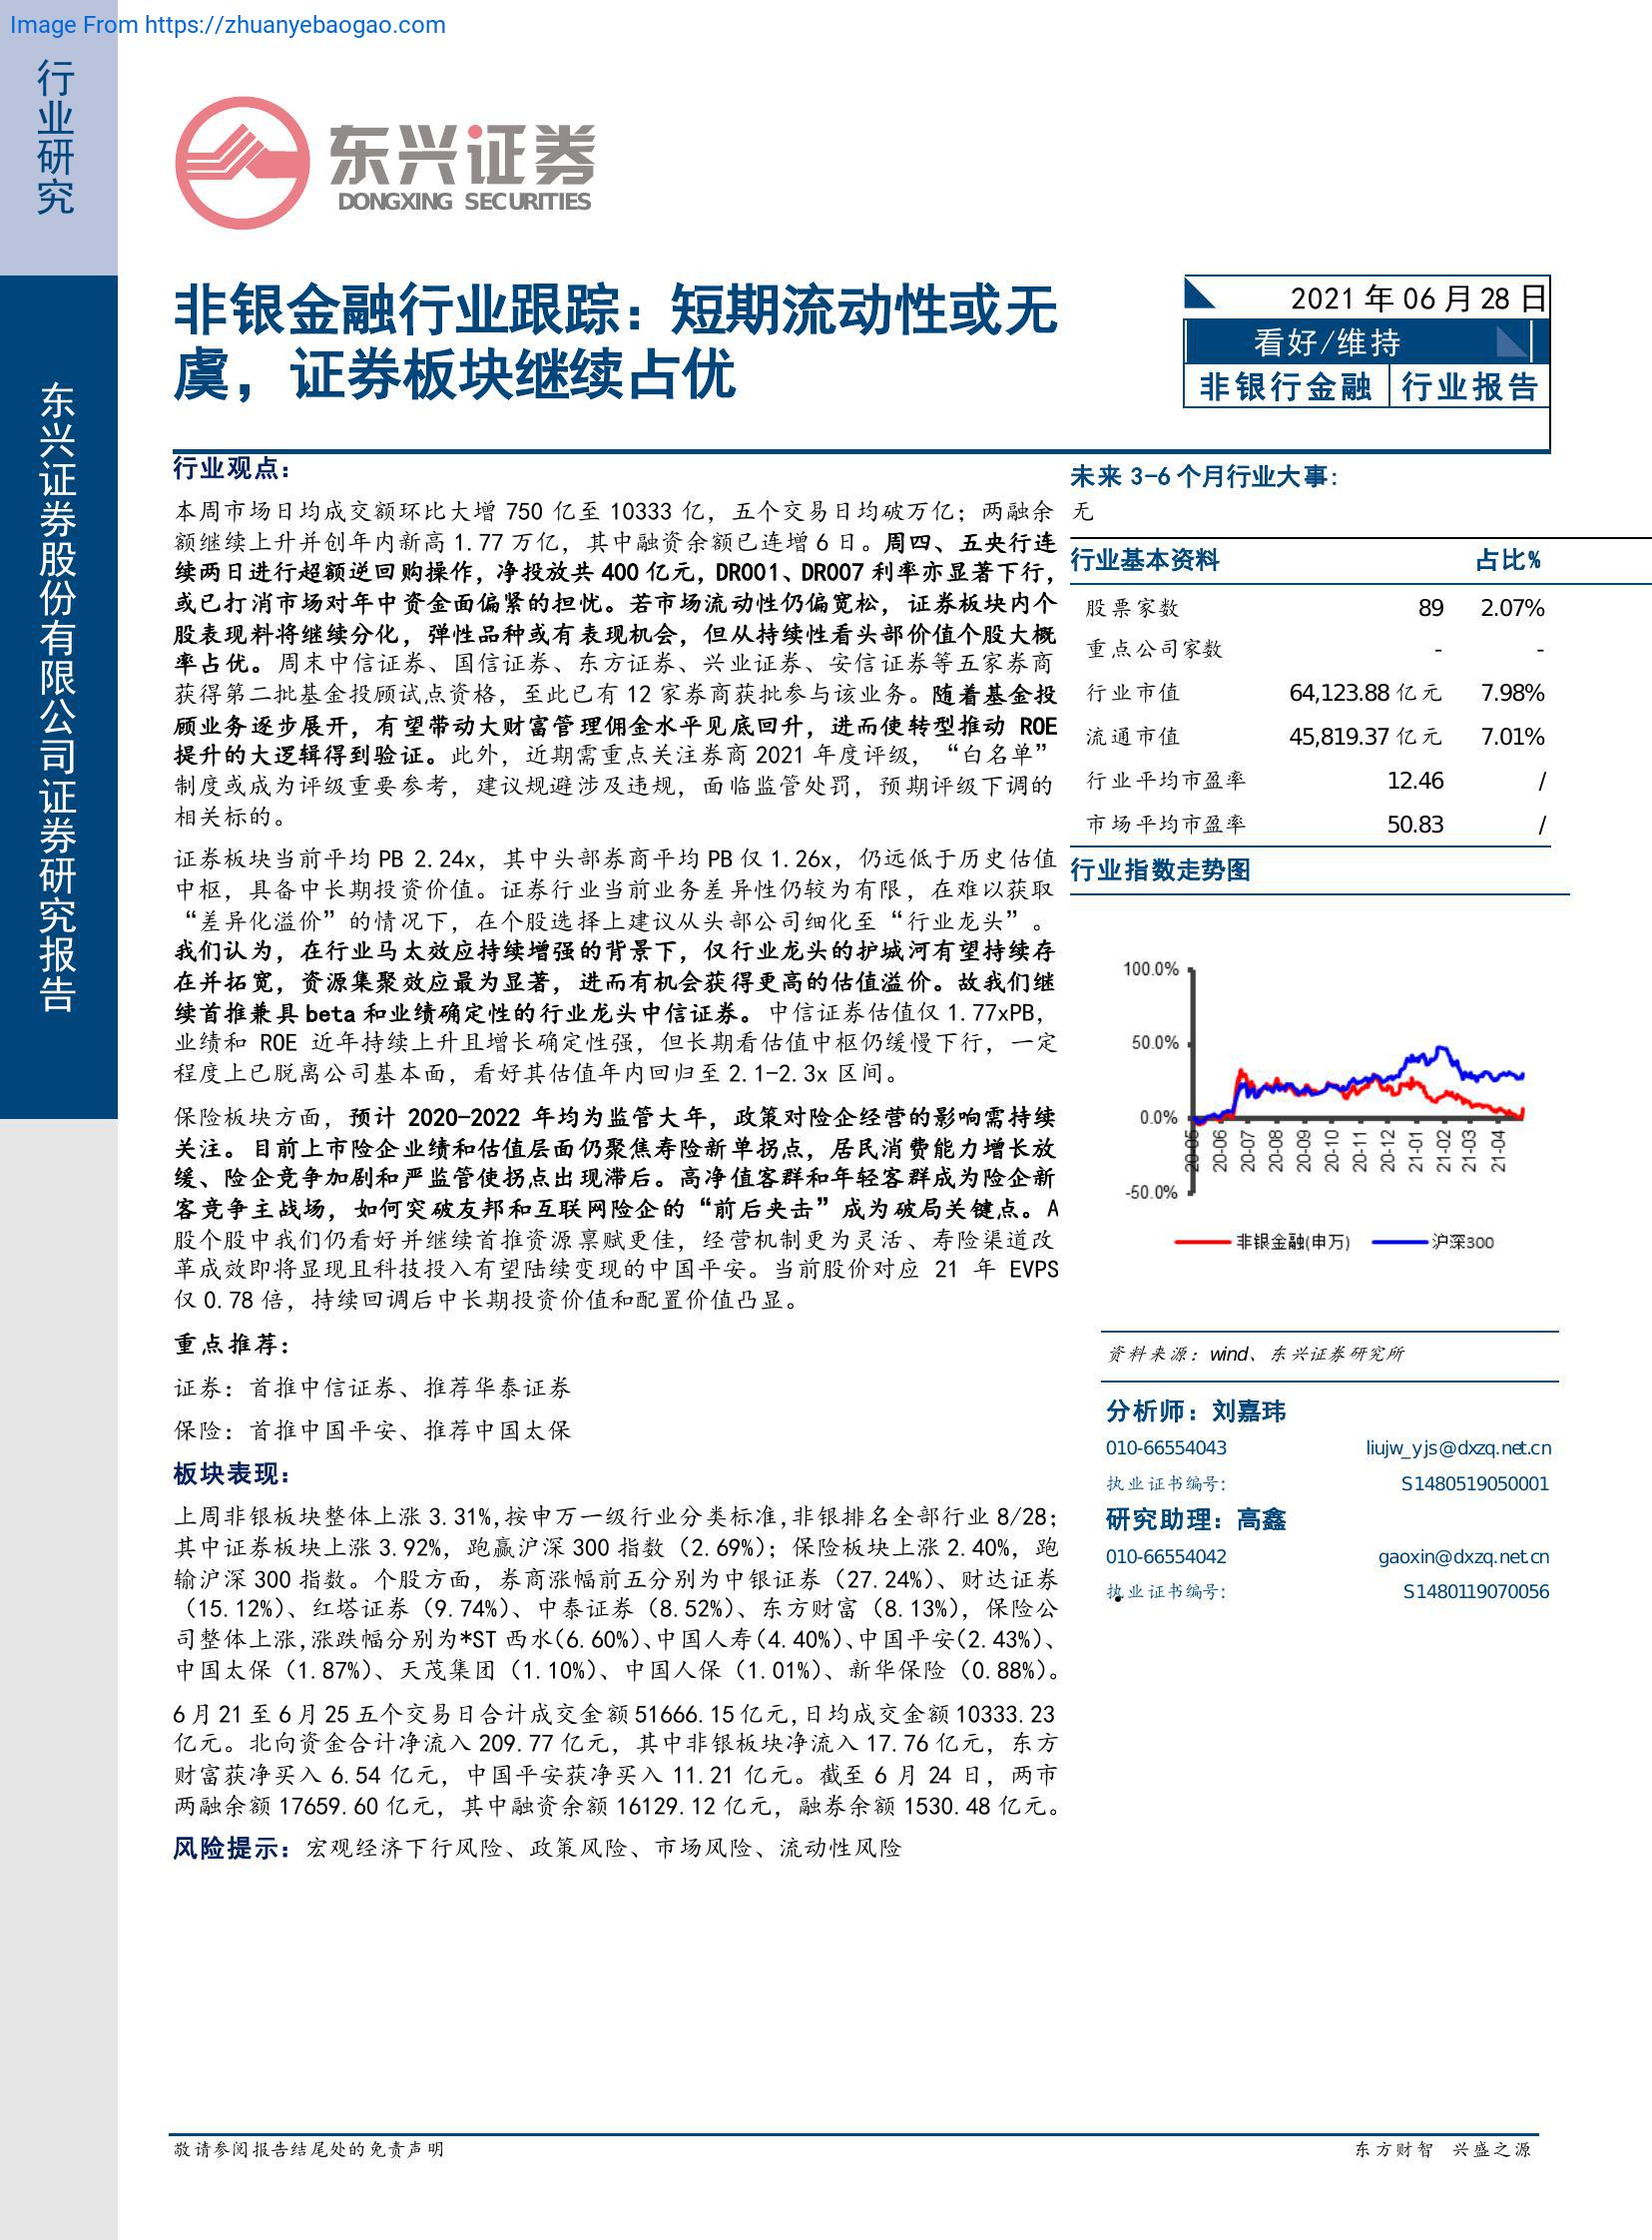 Image From https://zhuanyebaogao.com
行业研究
东兴证券股份有限公司证券研究报告
东兴证券
DONGXING SECURITIES
非银金融行业跟踪：短期流动性或无
虞，证券板块继续占优
2021 年 06 月 28 日
看好/维持
非银行金融 行业报告
行业观点：
本周市场日均成交额环比大增 750 亿至 10333 亿，五个交易日均破万亿；两融余
额继续上升并创年内新高 1.77 万亿，其中融资余额已连增 6 日。周四、五央行连
续两日进行超额逆回购操作，净投放共 400 亿元，DR001、DR007 利率亦显著下行，
或已打消市场对年中资金面偏紧的担忧。若市场流动性仍偏宽松，证券板块内个
股表现料将继续分化，弹性品种或有表现机会，但从持续性看头部价值个股大概
率占优。周末中信证券、国信证券、东方证券、兴业证券、安信证券等五家券商
获得第二批基金投顾试点资格，至此已有 12 家券商获批参与该业务。随着基金投
顾业务逐步展开，有望带动大财富管理佣金水平见底回升，进而使转型推动 ROE
提升的大逻辑得到验证。此外，近期需重点关注券商 2021 年度评级，“白名单”
制度或成为评级重要参考，建议规避涉及违规，面临监管处罚，预期评级下调的
相关标的。
证券板块当前平均 PB 2.24x，其中头部券商平均 PB 仅 1.26x，仍远低于历史估值
中枢，具备中长期投资价值。证券行业当前业务差异性仍较为有限，在难以获取
“差异化溢价”的情况下，在个股选择上建议从头部公司细化至“行业龙头”。
我们认为，在行业马太效应持续增强的背景下，仅行业龙头的护城河有望持续存
在并拓宽，资源集聚效应最为显著，进而有机会获得更高的估值溢价。故我们继
续首推兼具 beta 和业绩确定性的行业龙头中信证券。中信证券估值仅 1.77xPB，
业绩和 ROE 近年持续上升且增长确定性强，但长期看估值中枢仍缓慢下行，一定
程度上已脱离公司基本面，看好其估值年内回归至 2.1-2.3x 区间。
保险板块方面，预计 2020-2022 年均为监管大年，政策对险企经营的影响需持续
关注。目前上市险企业绩和估值层面仍聚焦寿险新单拐点，居民消费能力增长放
缓、险企竞争加剧和严监管使拐点出现滞后。高净值客群和年轻客群成为险企新
客竞争主战场，如何突破友邦和互联网险企的“前后夹击”成为破局关键点。A
股个股中我们仍看好并继续首推资源禀赋更佳，经营机制更为灵活、寿险渠道改
革成效即将显现且科技投入有望陆续变现的中国平安。当前股价对应 21 年 EVPS
仅 0.78 倍，持续回调后中长期投资价值和配置价值凸显。
重点推荐：
证券：首推中信证券、推荐华泰证券
保险：首推中国平安、推荐中国太保
板块表现：
上周非银板块整体上涨 3.31%,按申万一级行业分类标准,非银排名全部行业 8/28；
其中证券板块上涨 3.92%，跑赢沪深 300 指数（2.69%）；保险板块上涨 2.40%，跑
输沪深 300 指数。个股方面，券商涨幅前五分别为中银证券（27.24%）、财达证券
（15.12%）、红塔证券（9.74%）、中泰证券（8.52%）、东方财富（8.13%），保险公
司整体上涨,涨跌幅分别为*ST 西水(6.60%)、中国人寿(4.40%)、中国平安(2.43%)、
中国太保（1.87%）、天茂集团（1.10%）、中国人保（1.01%）、新华保险（0.88%）。
6 月 21 至 6 月 25 五个交易日合计成交金额 51666.15 亿元,日均成交金额 10333.23
亿元。北向资金合计净流入 209.77 亿元，其中非银板块净流入 17.76 亿元，东方
财富获净买入 6.54 亿元，中国平安获净买入 11.21 亿元。截至 6 月 24 日，两市
两融余额 17659.60 亿元，其中融资余额 16129.12 亿元，融券余额 1530.48 亿元。
风险提示：宏观经济下行风险、政策风险、市场风险、流动性风险
未来 3-6 个月行业大事：
无
行业基本资料 占比%
股票家数 89 2.07%
重点公司家数 - -
行业市值 64,123.88 亿元 7.98%
流通市值 45,819.37 亿元 7.01%
行业平均市盈率 12.46 /
市场平均市盈率 50.83 /
行业指数走势图
100.0%
50.0%
0.0%
-50.0%
20-05 20-06 20-07 20-08 20-09 20-10 20-11 20-12 21-01 21-02 21-03 21-04
非银金融(申万) 沪深300
资料来源：wind、东兴证券研究所
分析师：刘嘉玮
010-66554043 liujw_yjs@dxzq.net.cn
执业证书编号: S1480519050001
研究助理：高鑫
010-66554042 gaoxin@dxzq.net.cn
执业证书编号: S1480119070056
敬请参阅报告结尾处的免责声明
东方财智 兴盛之源